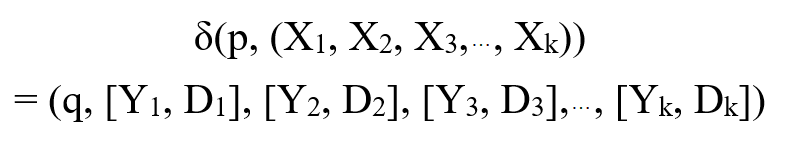 δ(p, (X₁, X₂, X₃,…, Xₖ))
= (q, [Y₁, D₁], [Y₂, D₂], [Y₃, D₃],…, [Yₖ, Dₖ])